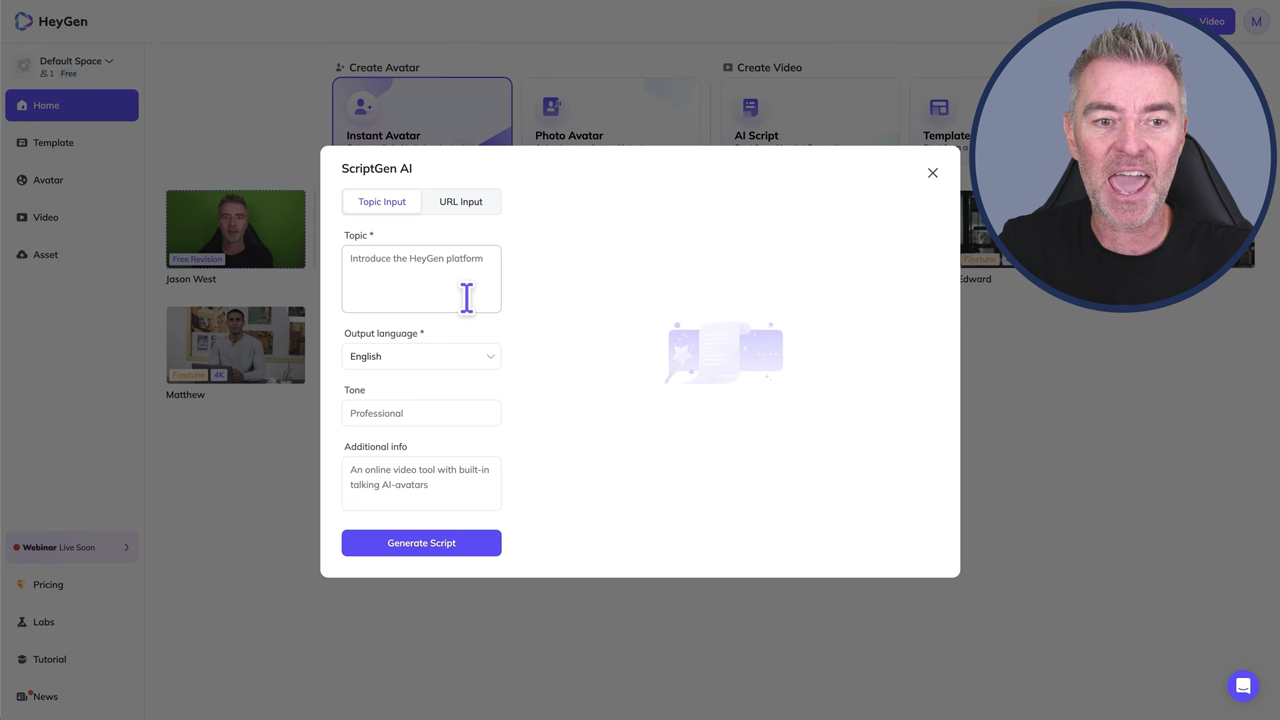 HeyGen
Video
M
Default Space
1 Free
Home
Template
Avatar
Video
Asset
Webinar Live Soon
Pricing
Labs
Tutorial
News
Create Avatar
Create Video
Instant Avatar
Photo Avatar
AI Script
Template
Free Revision
Jason West
Finetune 4K
Matthew
Finetune
Edward
ScriptGen AI
Topic Input
URL Input
Topic *
Introduce the HeyGen platform
Output language *
English
Tone
Professional
Additional info
An online video tool with built-in
talking AI-avatars
Generate Script